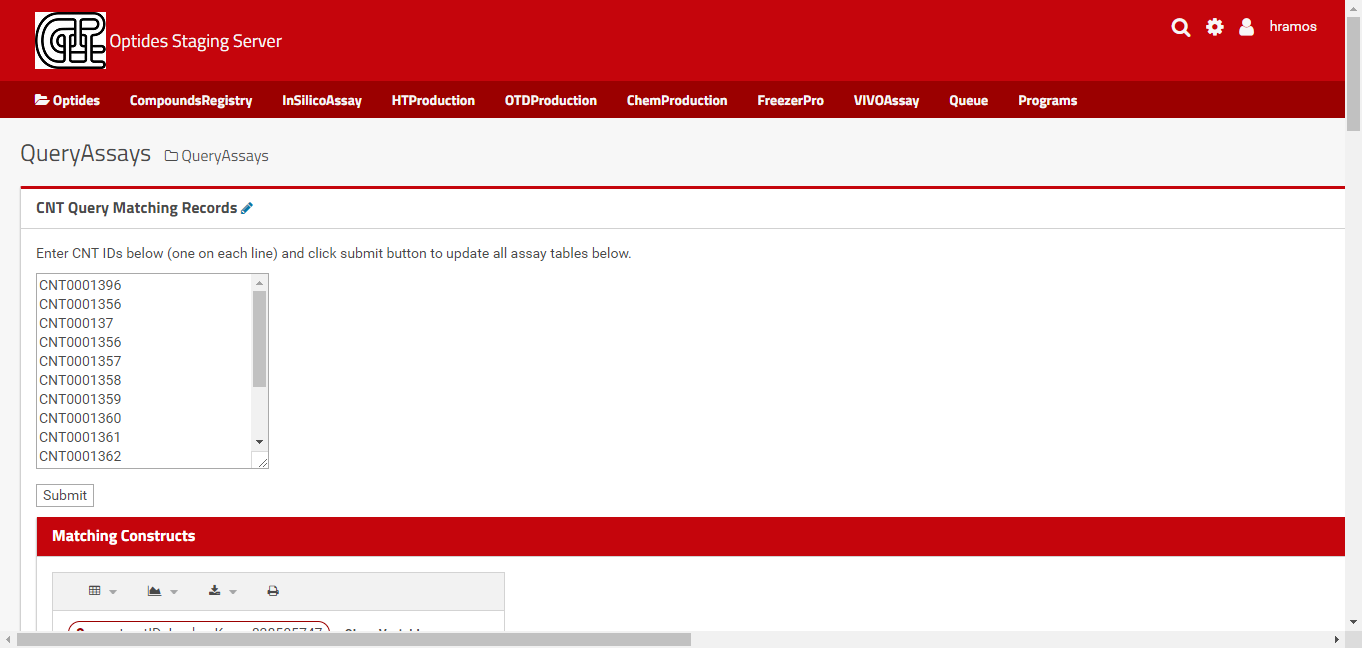 Optides Staging Server
hramos
Optides CompoundsRegistry InSilicoAssay HTProduction OTDProduction ChemProduction FreezerPro VIVOAssay Queue Programs
QueryAssays QueryAssays
CNT Query Matching Records
Enter CNT IDs below (one on each line) and click submit button to update all assay tables below.
CNT0001396
CNT0001356
CNT000137
CNT0001356
CNT0001357
CNT0001358
CNT0001359
CNT0001360
CNT0001361
CNT0001362
Submit
Matching Constructs